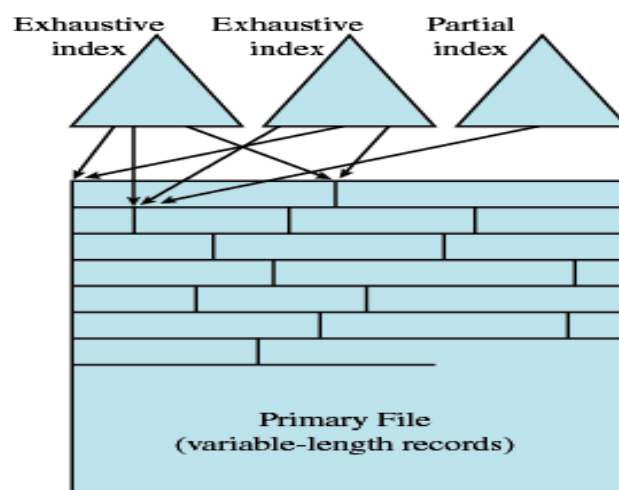 Exhaustive
index
Exhaustive
index
Partial
index
Primary File
(variable-length records)